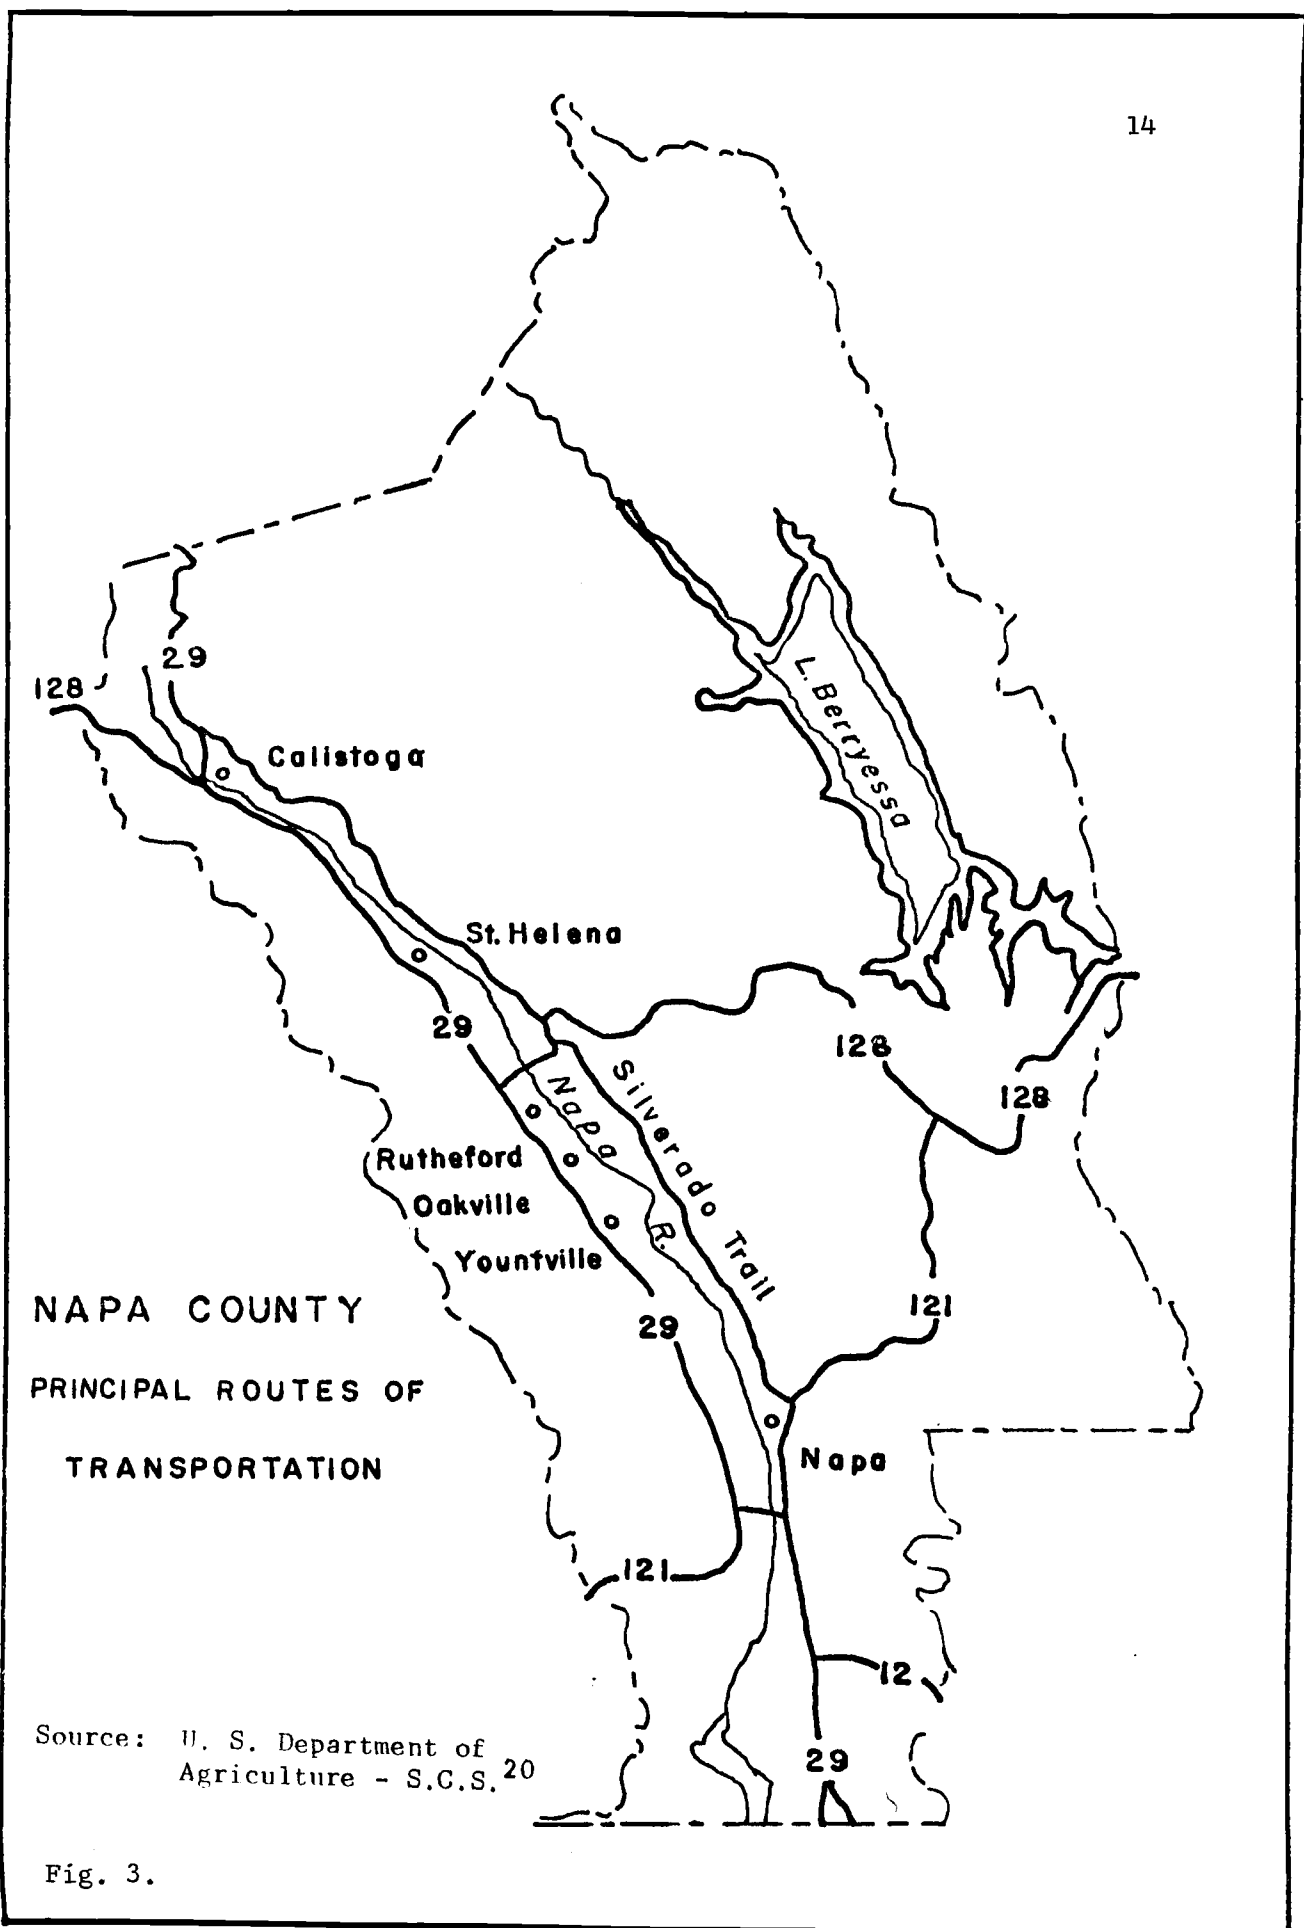 14
29
128
Calistoga
L. Berryessa
St. Helena
29
128
128
Silverado Trail
Napa R.
Rutheford
Oakville
Yountville
121
29
NAPA COUNTY
PRINCIPAL ROUTES OF
TRANSPORTATION
Napa
121
12
Source: U. S. Department of
Agriculture - S.C.S. 20
29
Fig. 3.